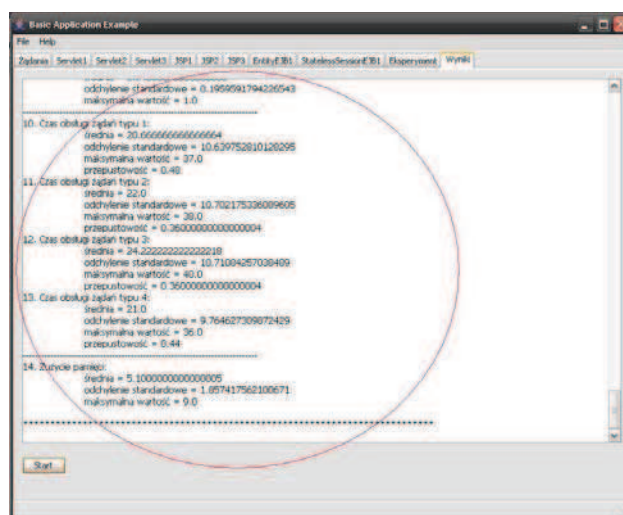 Basic Application Example
File Help
Żądania Servlet1 Servlet2 Servlet3 JSP1 JSP2 JSP3 EntityEJB1 StatelessSessionEJB1 Eksperyment Wyniki
odchylenie standardowe = 0.1959591794226543
maksymalna wartość = 1.0
10. Czas obsługi żądań typu 1:
średnia = 20.666666666666664
odchylenie standardowe = 10.639752810128295
maksymalna wartość = 37.0
przepustowość = 0.48
11. Czas obsługi żądań typu 2:
średnia = 22.0
odchylenie standardowe = 10.702175336009605
maksymalna wartość = 38.0
przepustowość = 0.36000000000000004
12. Czas obsługi żądań typu 3:
średnia = 24.22222222222218
odchylenie standardowe = 10.71084257038489
maksymalna wartość = 40.0
przepustowość = 0.36000000000000004
13. Czas obsługi żądań typu 4:
średnia = 21.0
odchylenie standardowe = 9.764627309872429
maksymalna wartość = 36.0
przepustowość = 0.44
14. Zużycie pamięci:
średnia = 5.1000000000000005
odchylenie standardowe = 1.857417562100671
maksymalna wartość = 9.0
Start